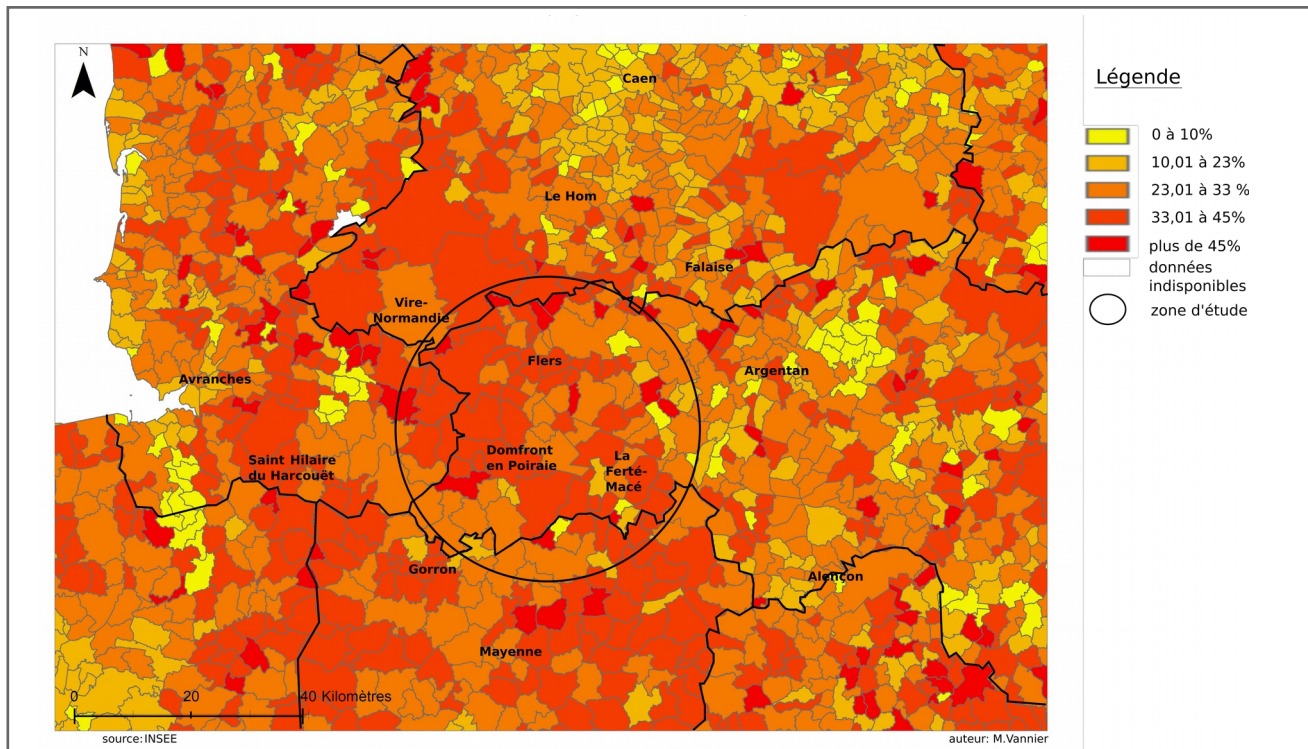 N
Caen
Le Hom
Falaise
Vire-
Normandie
Flers
Argentan
Avranches
Domfront
en Poiraie
La
Ferté-
Macé
Saint Hilaire
du Harcouët
Gorron
Alençon
Mayenne
0 20 40 Kilomètres
source:INSEE
auteur: M.Vannier
Légende
0 à 10%
10,01 à 23%
23,01 à 33 %
33,01 à 45%
plus de 45%
données
indisponibles
zone d'étude